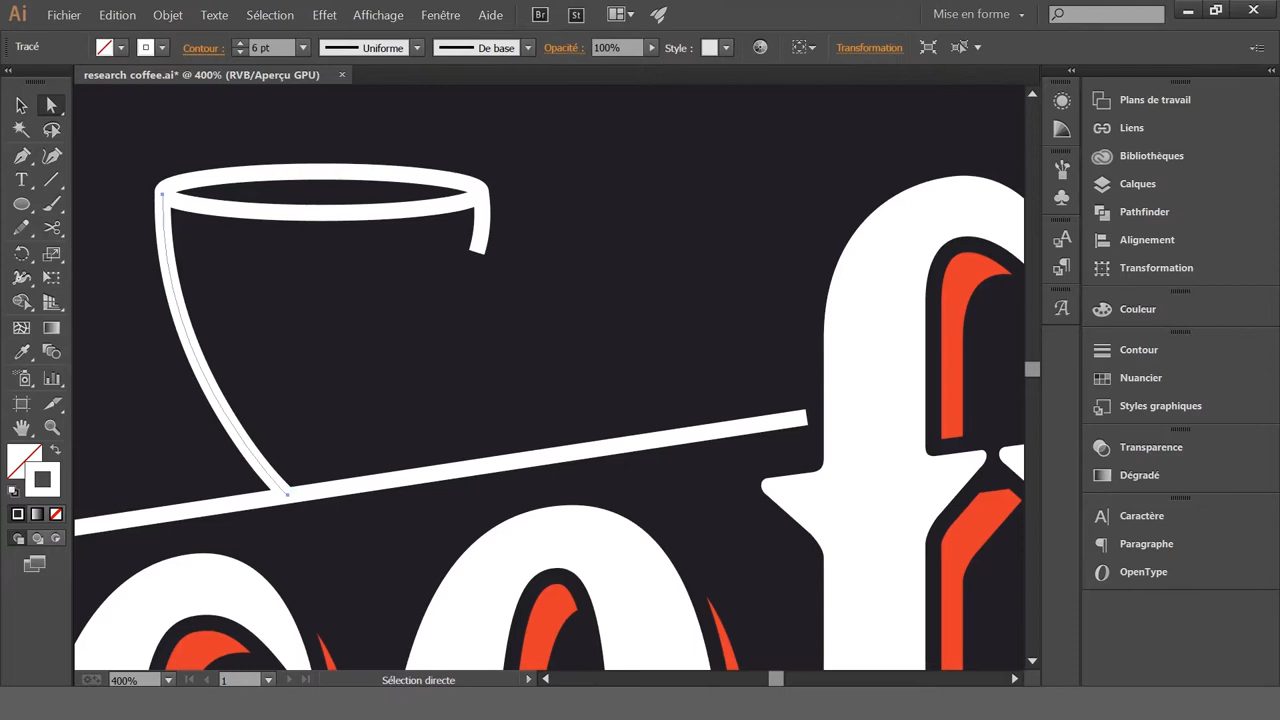 Ai Fichier Edition Objet Texte Sélection Effet Affichage Fenêtre Aide Br St Mise en forme
Tracé Contour : 6 pt Uniforme De base Opacité : 100% Style : Transformation
research coffee.ai* @ 400% (RVB/Aperçu GPU)
Plans de travail
Liens
Bibliothèques
Calques
Pathfinder
Alignement
Transformation
Couleur
Contour
Nuancier
Styles graphiques
Transparence
Dégradé
Caractère
Paragraphe
OpenType
400% 1 Sélection directe